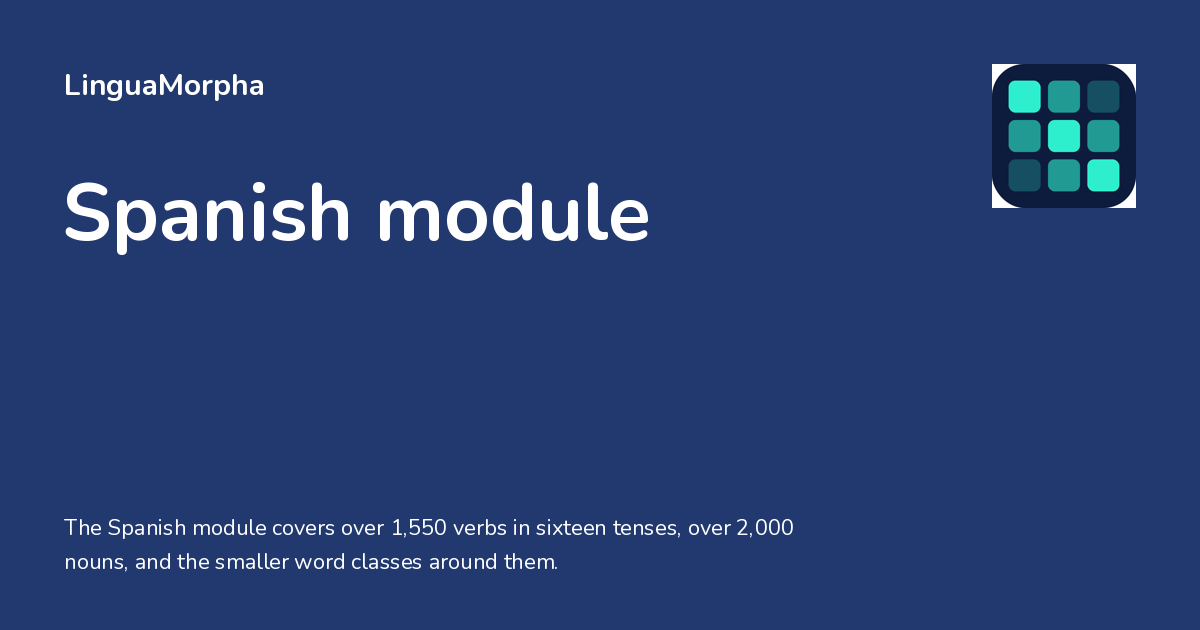 LinguaMorpha
Spanish module
The Spanish module covers over 1,550 verbs in sixteen tenses, over 2,000
nouns, and the smaller word classes around them.